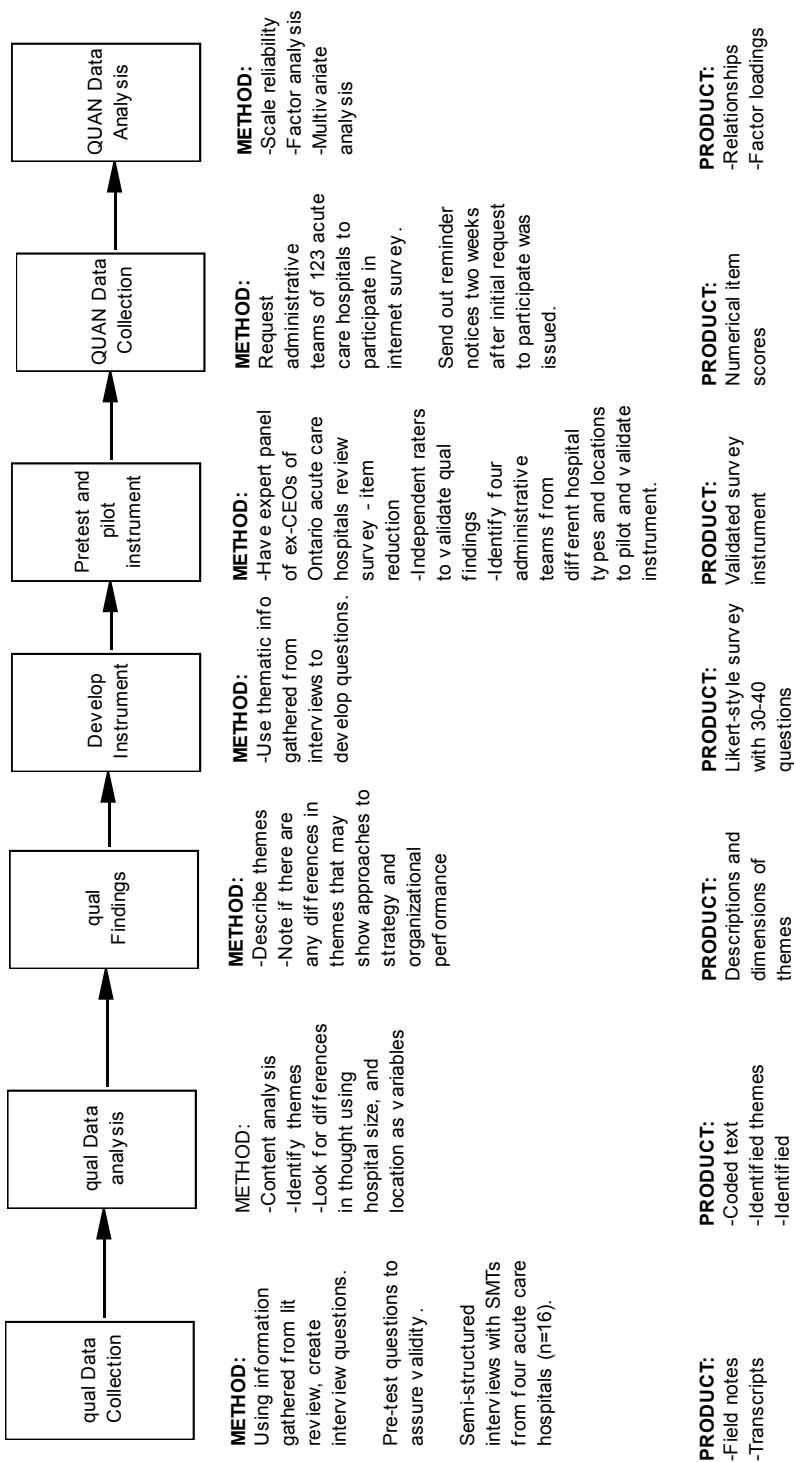 qual Data
Collection
METHOD:
Using information
gathered from lit
review, create
interview questions.
Pre-test questions to
assure validity.
Semi-structured
interviews with SMTs
from four acute care
hospitals (n=16).
PRODUCT:
-Field notes
-Transcripts
qual Data
analysis
METHOD:
-Content analysis
-Identify themes
-Look for differences
in thought using
hospital size, and
location as variables
PRODUCT:
-Coded text
-Identified themes
-Identified
qual
Findings
METHOD:
-Describe themes
-Note if there are
any differences in
themes that may
show approaches to
strategy and
organizational
performance
PRODUCT:
Descriptions and
dimensions of
themes
Develop
Instrument
METHOD:
-Use thematic info
gathered from
interviews to
develop questions.
PRODUCT:
Likert-style survey
with 30-40
questions
Pretest and
pilot
instrument
METHOD:
-Have expert panel
of ex-CEOs of
Ontario acute care
hospitals review
survey - item
reduction
-Independent raters
to validate qual
findings
-Identify four
administrative
teams from
different hospital
types and locations
to pilot and validate
instrument.
PRODUCT:
Validated survey
instrument
QUAN Data
Collection
METHOD:
Request
administrative
teams of 123 acute
care hospitals to
participate in
internet survey.
Send out reminder
notices two weeks
after initial request
to participate was
issued.
PRODUCT:
Numerical item
scores
QUAN Data
Analysis
METHOD:
-Scale reliability
-Factor analysis
-Multivariate
analysis
PRODUCT:
-Relationships
-Factor loadings